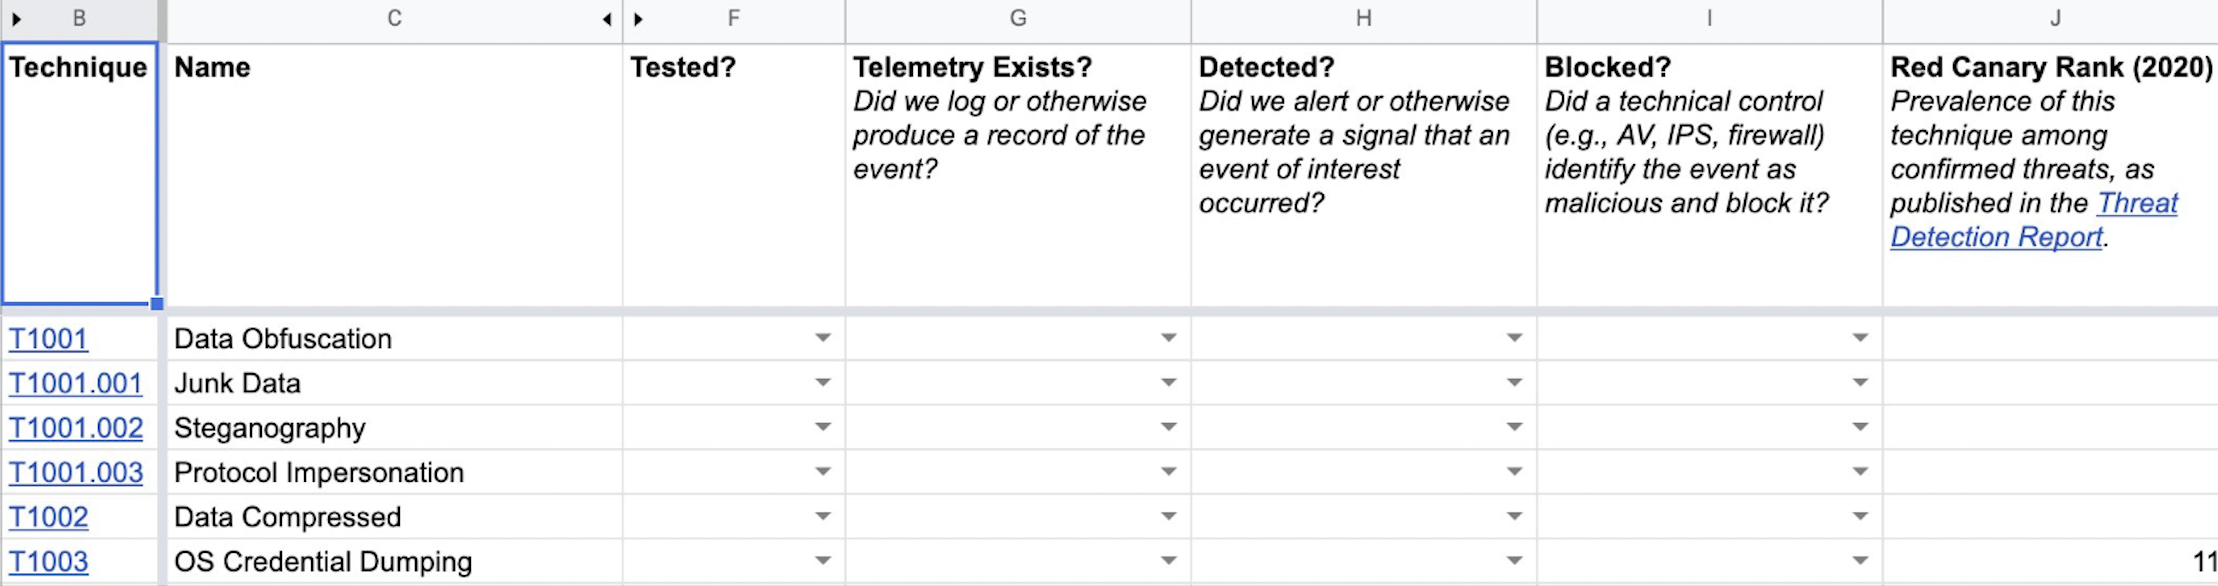 B C F G H I J
Technique Name Tested? Telemetry Exists? Detected? Blocked? Red Canary Rank (2020)
Did we log or otherwise Did we alert or otherwise Did a technical control Prevalence of this
produce a record of the generate a signal that an (e.g., AV, IPS, firewall) technique among
event? event of interest identify the event as confirmed threats, as
occurred? malicious and block it? published in the Threat
Detection Report.
T1001 Data Obfuscation
T1001.001 Junk Data
T1001.002 Steganography
T1001.003 Protocol Impersonation
T1002 Data Compressed
T1003 OS Credential Dumping 11